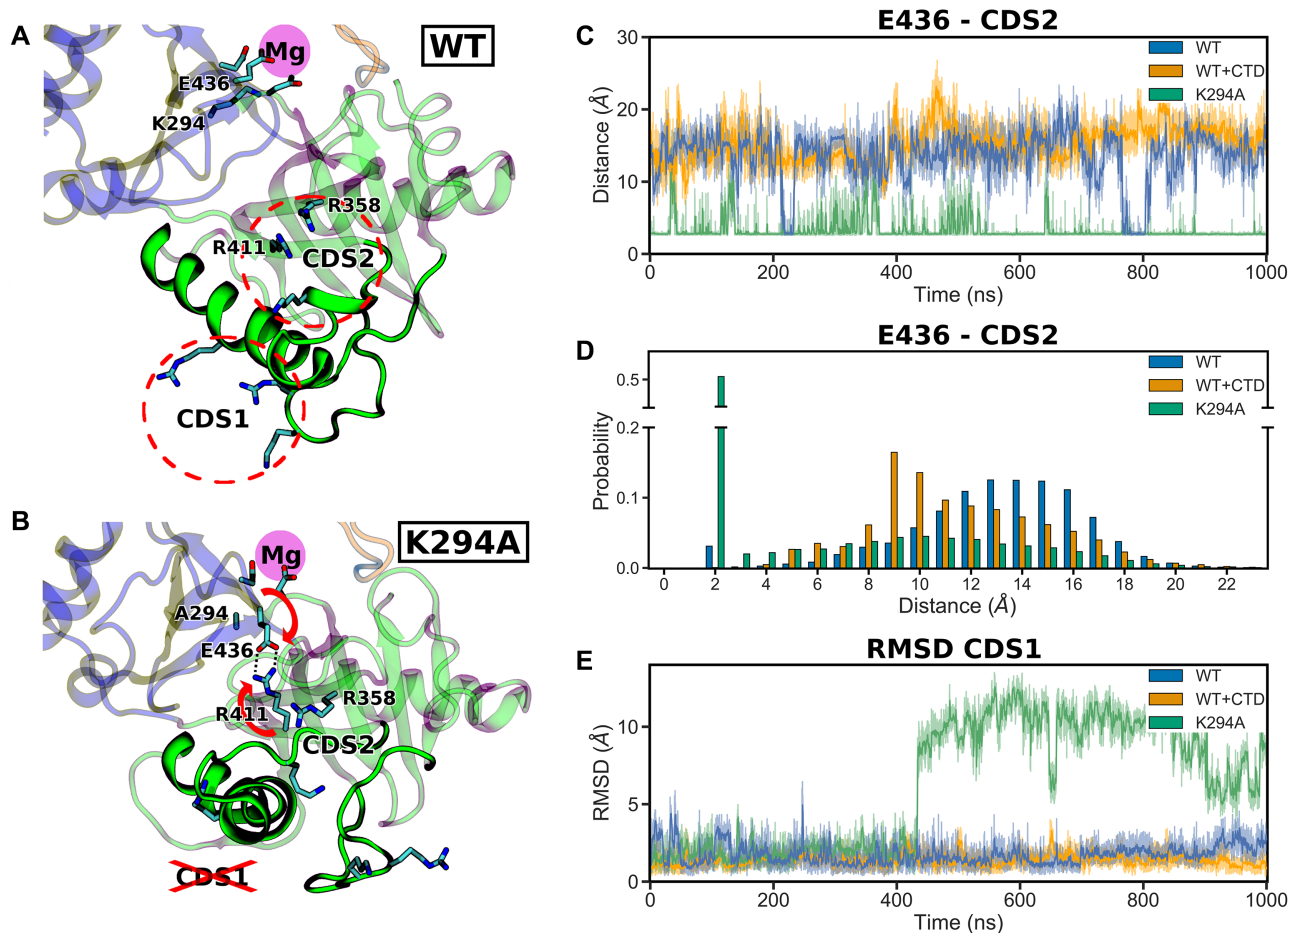 A
WT
Mg
E436
K294
R358
R411
CDS2
CDS1
B
K294A
Mg
A294
E436
R411
R358
CDS2
CDS1
C
E436 - CDS2
WT
WT+CTD
K294A
30
20
10
0
Distance (Å)
0 200 400 600 800 1000
Time (ns)
D
E436 - CDS2
WT
WT+CTD
K294A
0.5
0.2
0.1
0.0
Probability
0 2 4 6 8 10 12 14 16 18 20 22
Distance (Å)
E
RMSD CDS1
WT
WT+CTD
K294A
10
5
0
RMSD (Å)
0 200 400 600 800 1000
Time (ns)